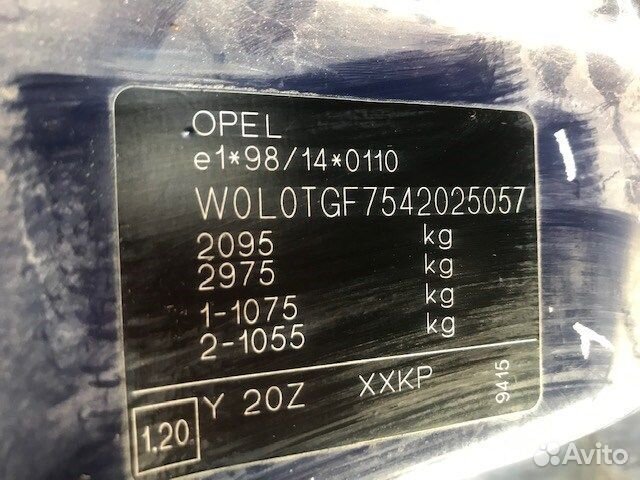 OPEL
e1*98/14*0110
W0L0TGF7542025057
2095 kg
2975 kg
1-1075 kg
2-1055 kg
1.20 Y 20Z XXKP 9415
Avito